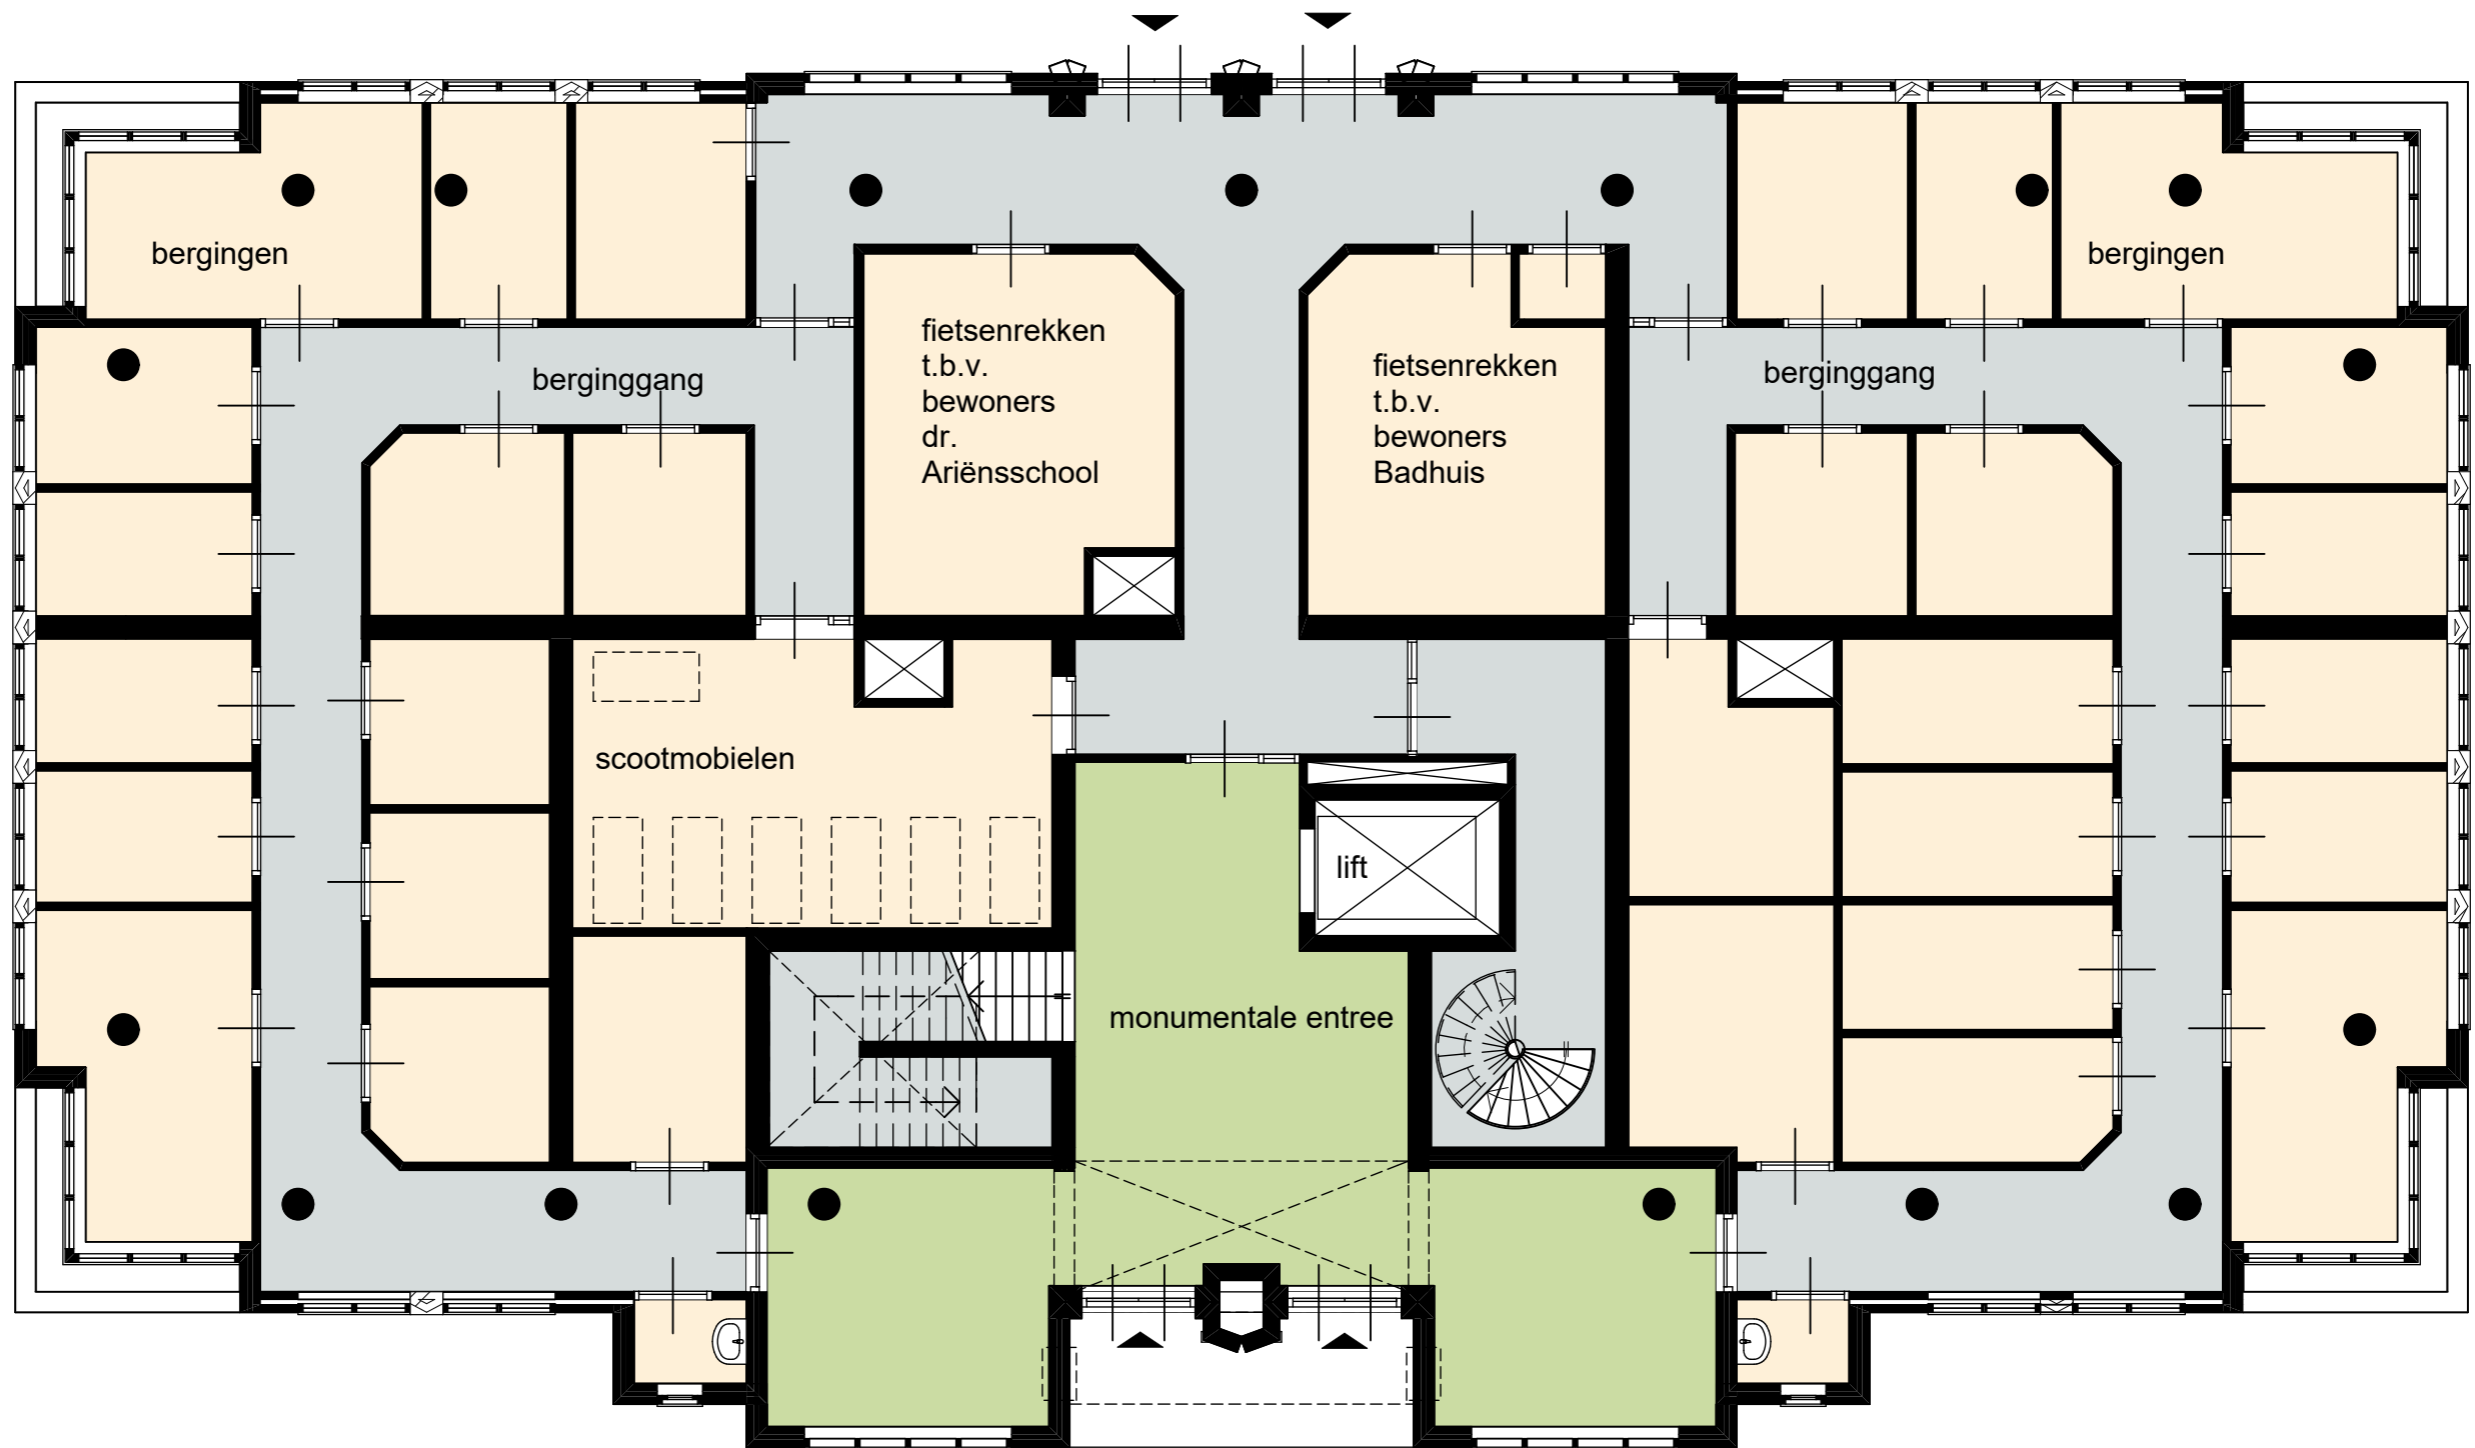 bergingen
bergingen
fietsenrekken
t.b.v.
bewoners
dr.
Ariënsschool
fietsenrekken
t.b.v.
bewoners
Badhuis
berginggang
berginggang
scootmobielen
lift
monumentale entree